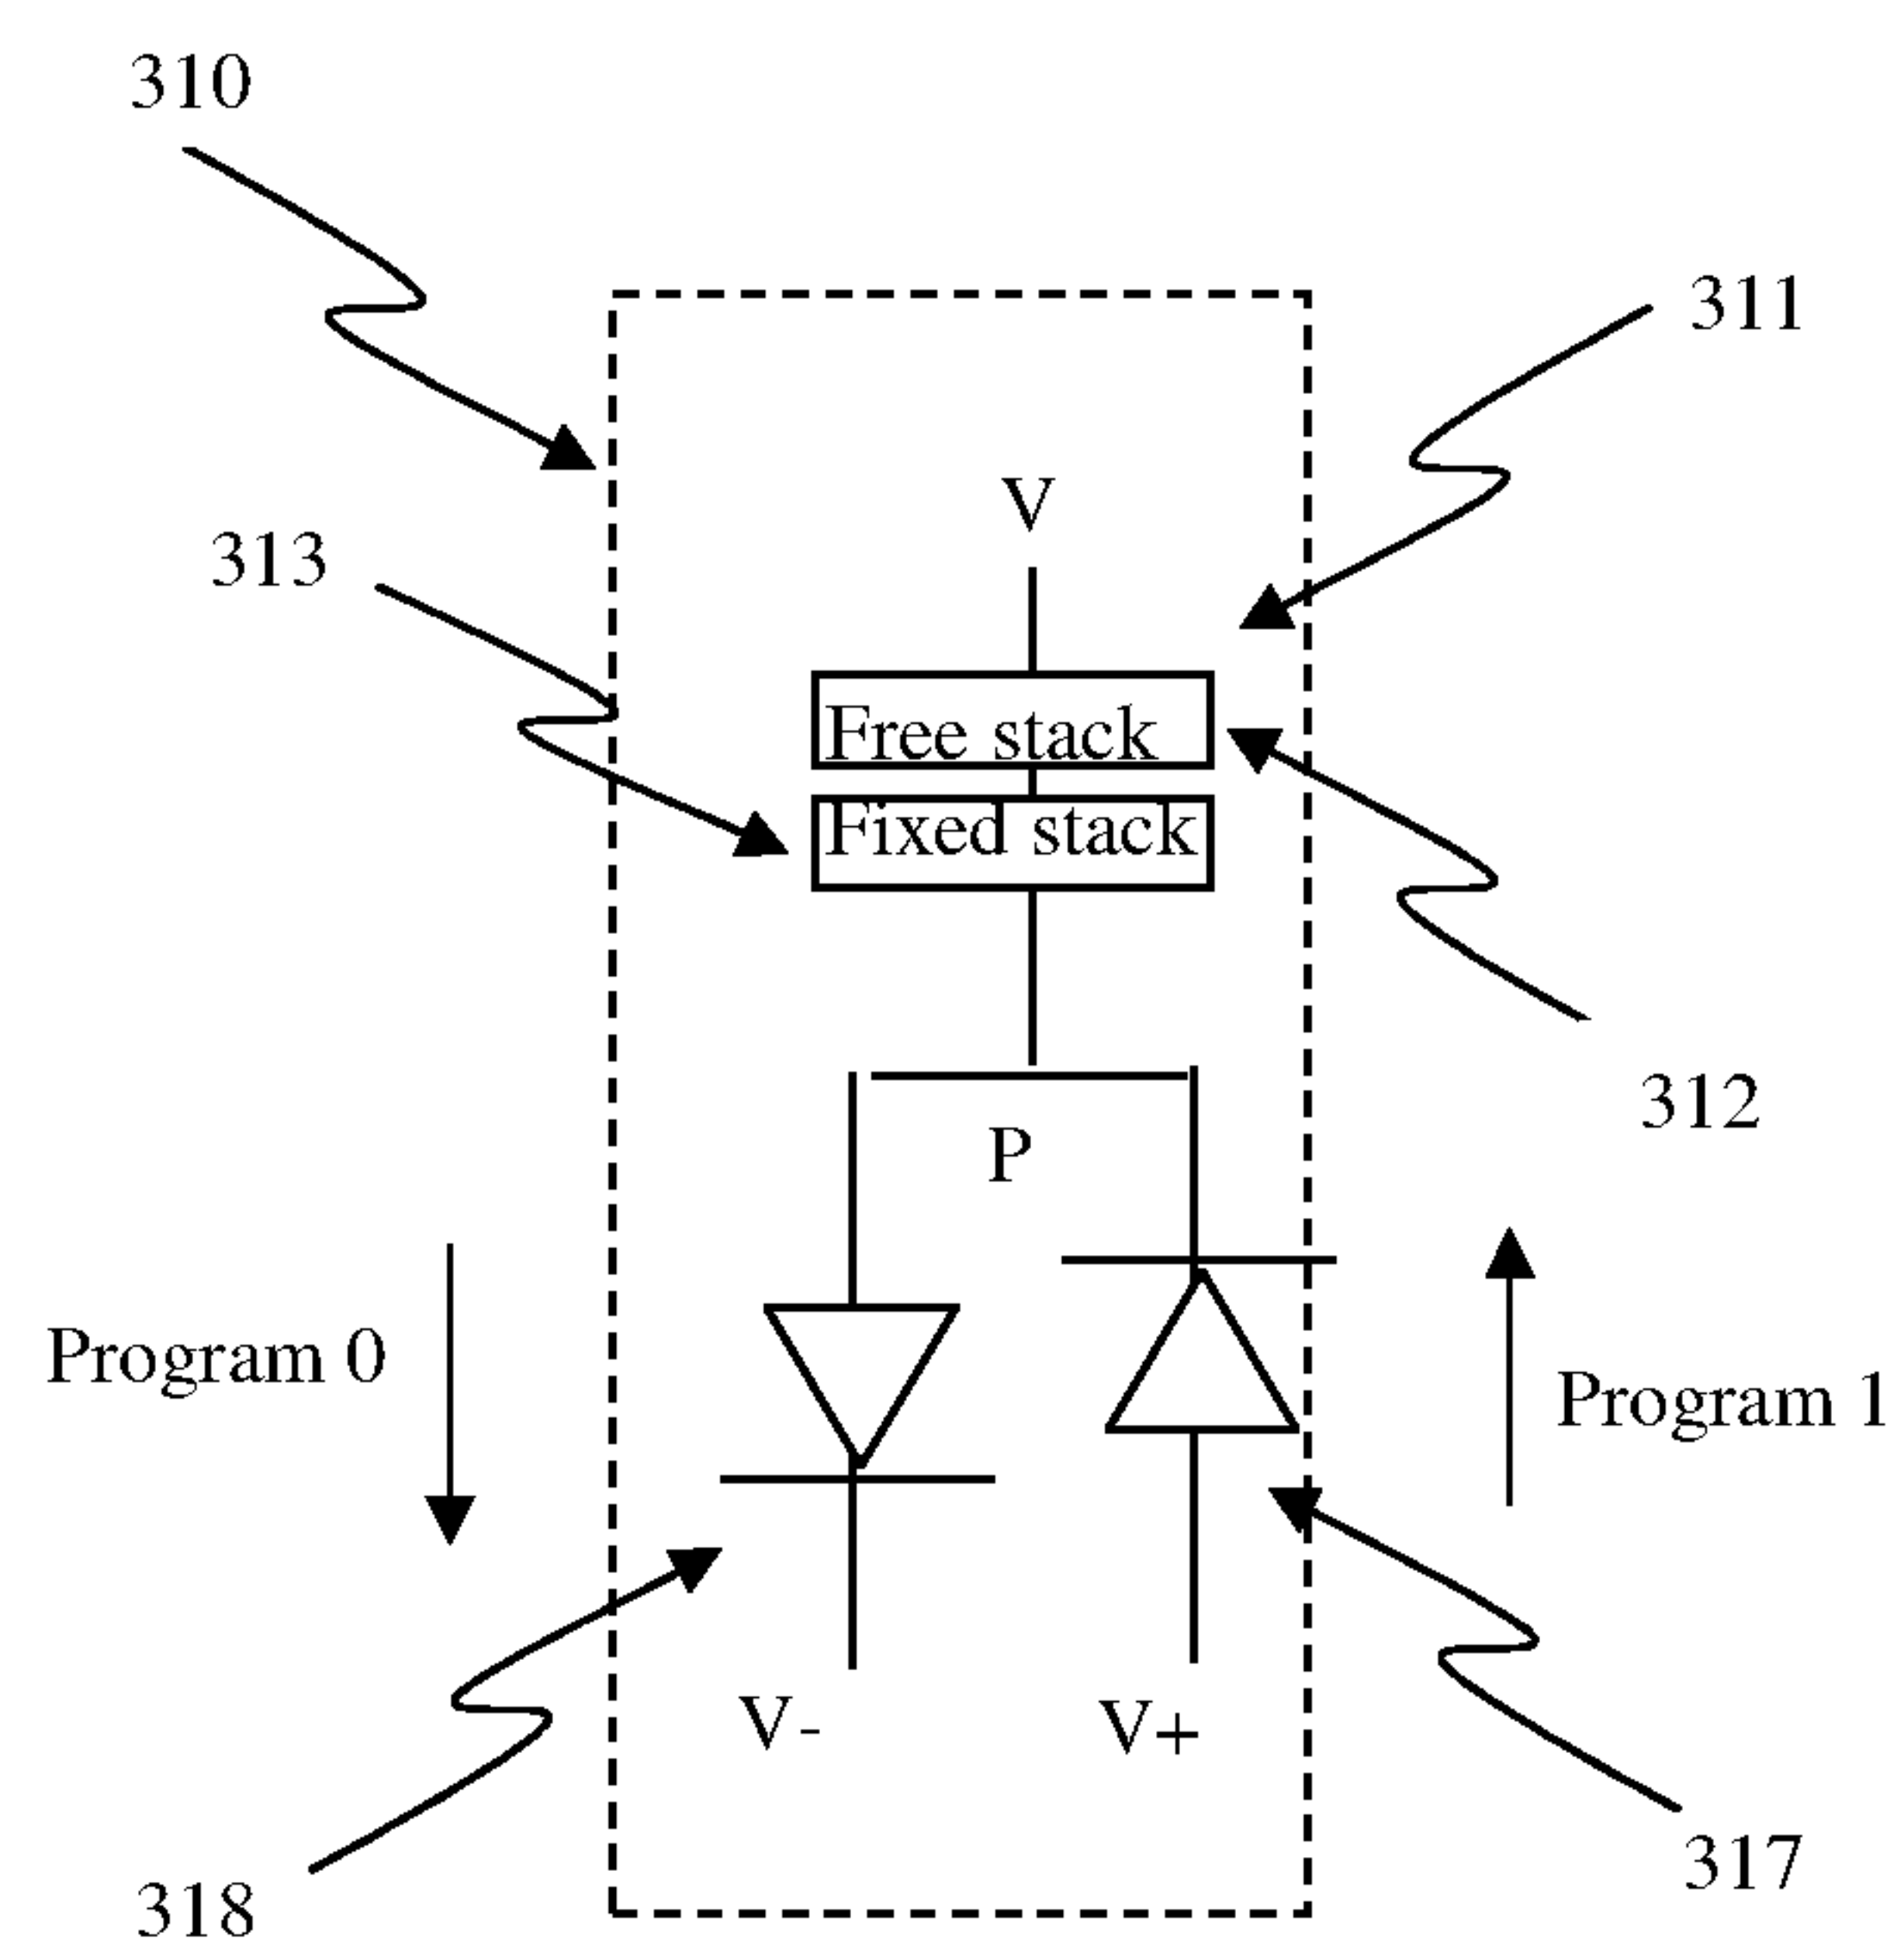 310
311
V
313
Free stack
Fixed stack
312
P
Program 0
Program 1
V-
V+
317
318